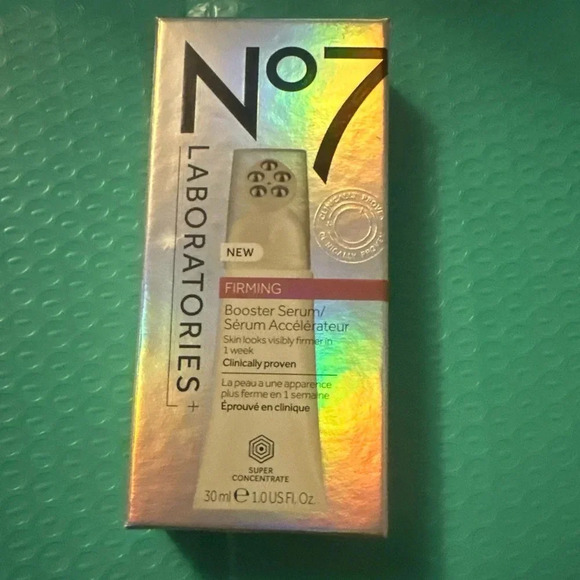 No7
LABORATORIES+
CLINICALLY PROVEN
NEW
FIRMING
Booster Serum/
Sérum Accélérateur
Skin looks visibly firmer in
1 week
Clinically proven
La peau a une apparence
plus ferme en 1 semaine
Éprouvé en clinique
SUPER
CONCENTRATE
30 ml ℮ 1.0 US Fl. Oz.